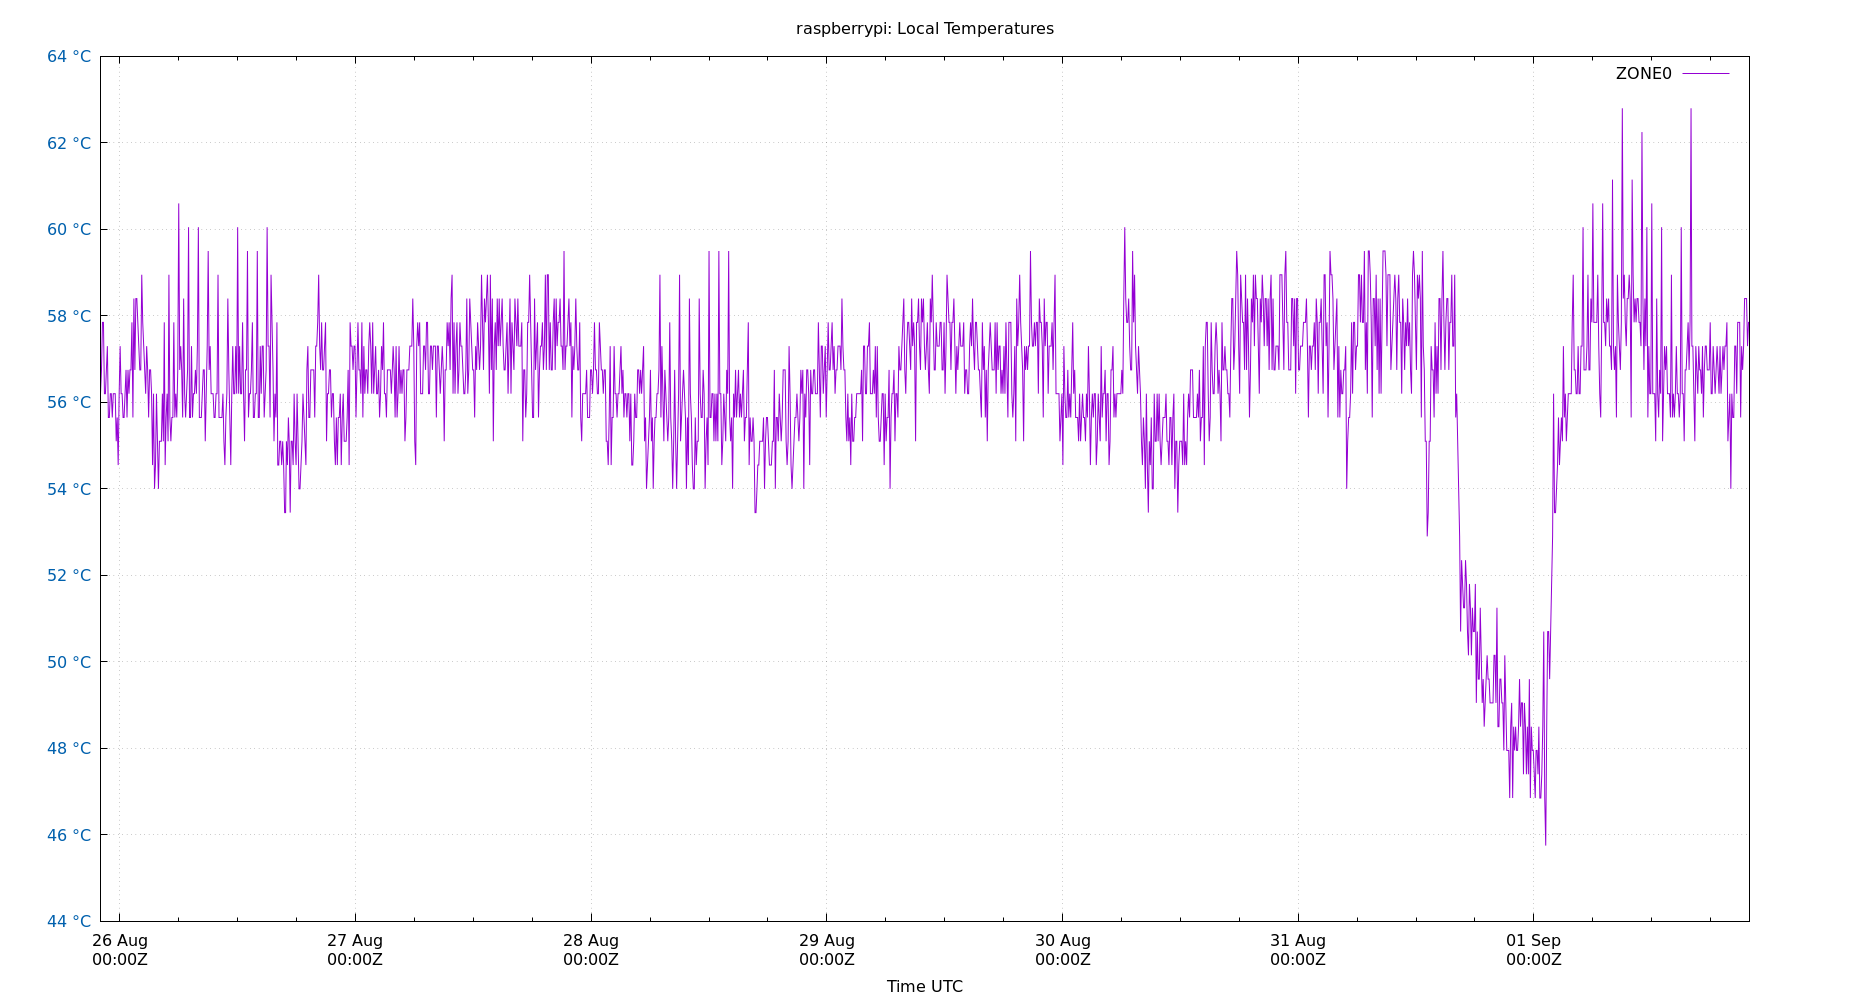 raspberrypi: Local Temperatures
64 °C
ZONE0
62 °C
60 °C
58 °C
56 °C
54 °C
52 °C
50 °C
48 °C
46 °C
44 °C
26 Aug 27 Aug 28 Aug 29 Aug 30 Aug 31 Aug 01 Sep
00:00Z 00:00Z 00:00Z 00:00Z 00:00Z 00:00Z 00:00Z
Time UTC